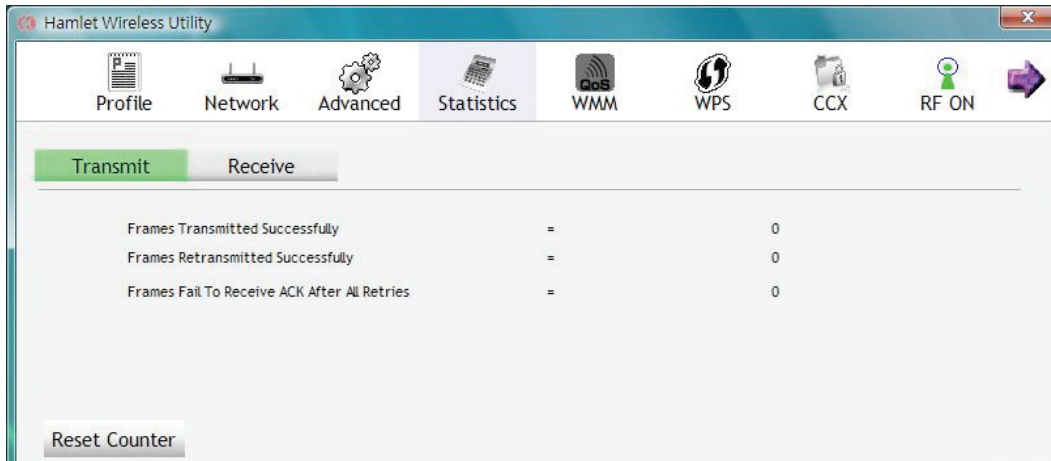 Hamlet Wireless Utility
Profile Network Advanced Statistics QoS WMM WPS CCX RF ON
Transmit Receive
Frames Transmitted Successfully = 0
Frames Retransmitted Successfully = 0
Frames Fail To Receive ACK After All Retries = 0
Reset Counter